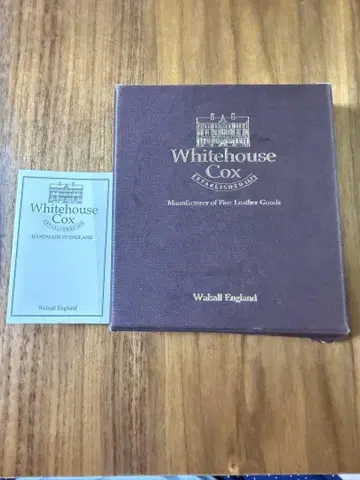 Whitehouse
Cox
HANDMADE IN ENGLAND
Walsall England
Whitehouse
Cox
ESTABLISHED 1875
Manufacturer of Fine Leather Goods
Walsall England